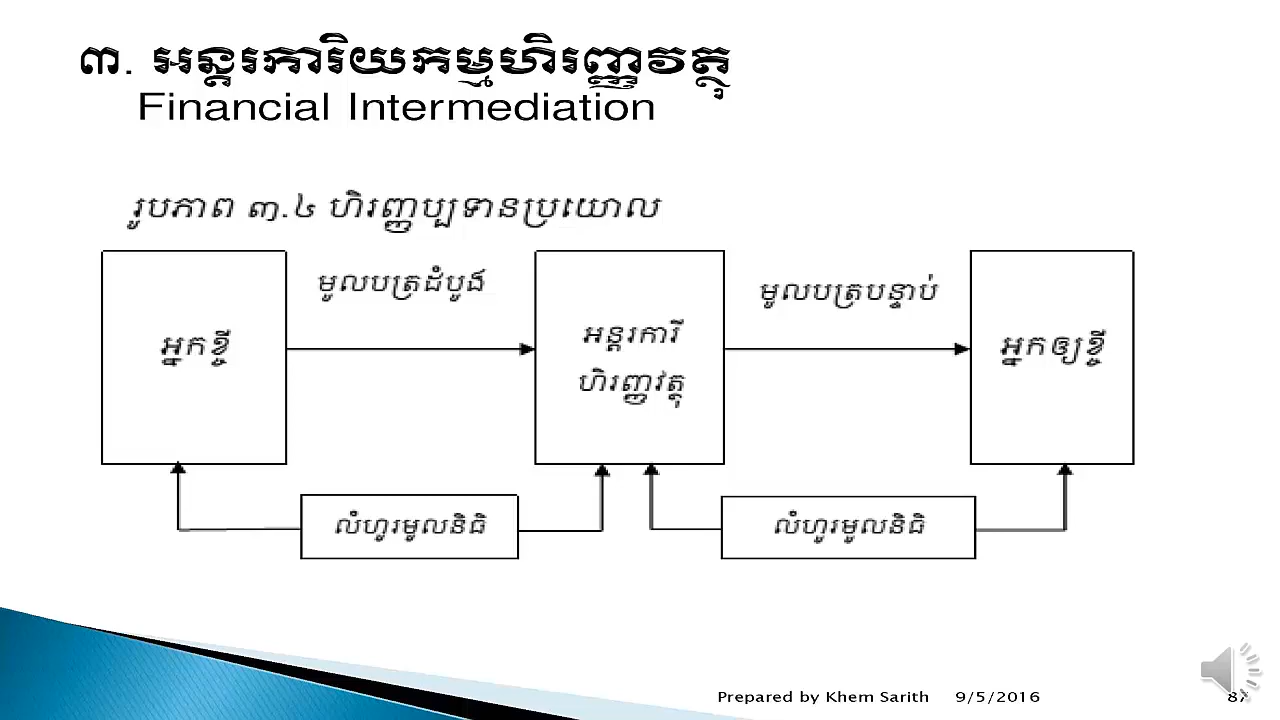 ៣. អន្តរការិយកម្មហិរញ្ញវត្ថុ
Financial Intermediation
រូបភាព ៣.៤ ហិរញ្ញប្បទានប្រយោល
មូលបត្រដំបូង
មូលបត្របន្ទាប់
អ្នកខ្ចី
អន្តរការី
ហិរញ្ញវត្ថុ
អ្នកឲ្យខ្ចី
លំហូរមូលនិធិ
លំហូរមូលនិធិ
Prepared by Khem Sarith 9/5/2016